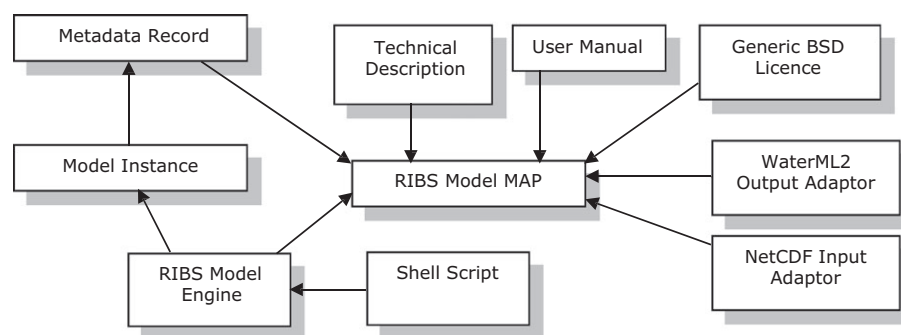 Metadata Record
Technical
Description
User Manual
Generic BSD
Licence
Model Instance
RIBS Model MAP
WaterML2
Output Adaptor
RIBS Model
Engine
Shell Script
NetCDF Input
Adaptor